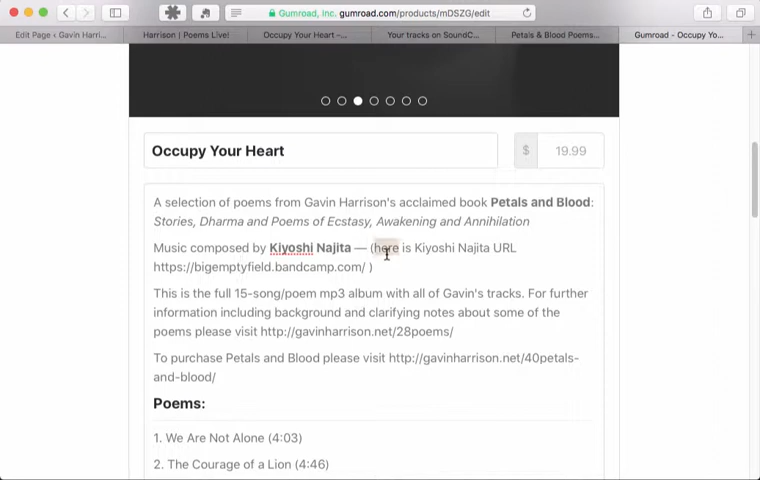 Gumroad, Inc. gumroad.com/products/mDSZG/edit
Edit Page ‹ Gavin Harri... Harrison | Poems Live! Occupy Your Heart –... Your tracks on SoundC... Petals & Blood Poems... Gumroad - Occupy Yo...
Occupy Your Heart $ 19.99
A selection of poems from Gavin Harrison's acclaimed book Petals and Blood:
Stories, Dharma and Poems of Ecstasy, Awakening and Annihilation
Music composed by Kiyoshi Najita — (here is Kiyoshi Najita URL
https://bigemptyfield.bandcamp.com/ )
This is the full 15-song/poem mp3 album with all of Gavin's tracks. For further
information including background and clarifying notes about some of the
poems please visit http://gavinharrison.net/28poems/
To purchase Petals and Blood please visit http://gavinharrison.net/40petals-
and-blood/
Poems:
1. We Are Not Alone (4:03)
2. The Courage of a Lion (4:46)